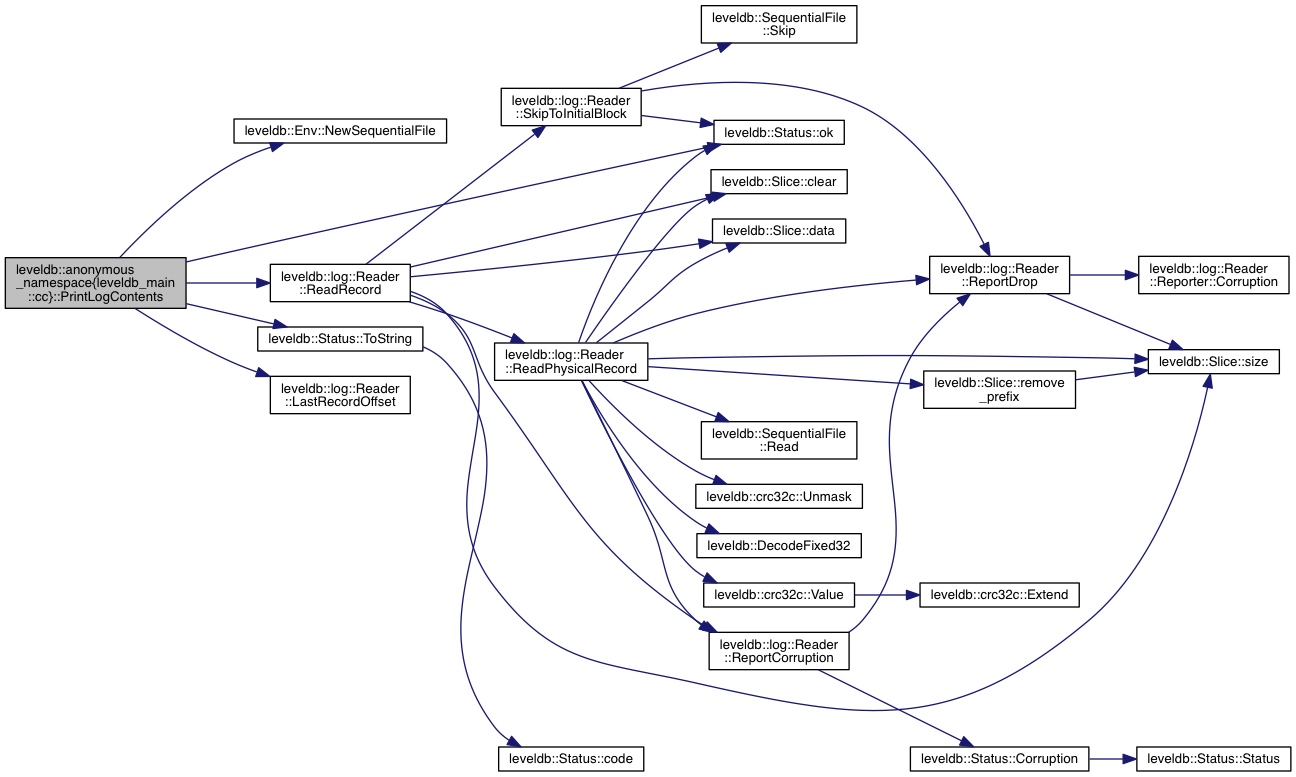 leveldb::SequentialFile
::Skip
leveldb::log::Reader
::SkipToInitialBlock
leveldb::Env::NewSequentialFile
leveldb::Status::ok
leveldb::Slice::clear
leveldb::Slice::data
leveldb::anonymous
_namespace{leveldb_main
::cc}::PrintLogContents
leveldb::log::Reader
::ReadRecord
leveldb::log::Reader
::ReportDrop
leveldb::log::Reader
::Reporter::Corruption
leveldb::Status::ToString
leveldb::log::Reader
::ReadPhysicalRecord
leveldb::Slice::size
leveldb::log::Reader
::LastRecordOffset
leveldb::Slice::remove
_prefix
leveldb::SequentialFile
::Read
leveldb::crc32c::Unmask
leveldb::DecodeFixed32
leveldb::crc32c::Value
leveldb::crc32c::Extend
leveldb::log::Reader
::ReportCorruption
leveldb::Status::code
leveldb::Status::Corruption
leveldb::Status::Status